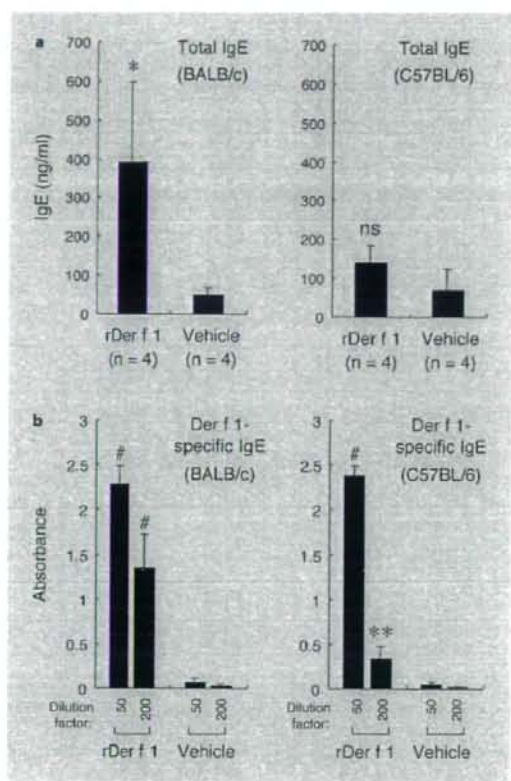 a
700
600
500
400
300
200
100
0
IgE (ng/ml)
Total IgE
(BALB/c)
*
rDer f 1
(n = 4)
Vehicle
(n = 4)
700
600
500
400
300
200
100
0
Total IgE
(C57BL/6)
ns
rDer f 1
(n = 4)
Vehicle
(n = 4)
b
3
2.5
2
1.5
1
0.5
0
Absorbance
Der f 1-
specific IgE
(BALB/c)
#
#
Dilution
factor:
50
200
50
200
rDer f 1
Vehicle
3
2.5
2
1.5
1
0.5
0
Der f 1-
specific IgE
(C57BL/6)
#
**
Dilution
factor:
50
200
50
200
rDer f 1
Vehicle